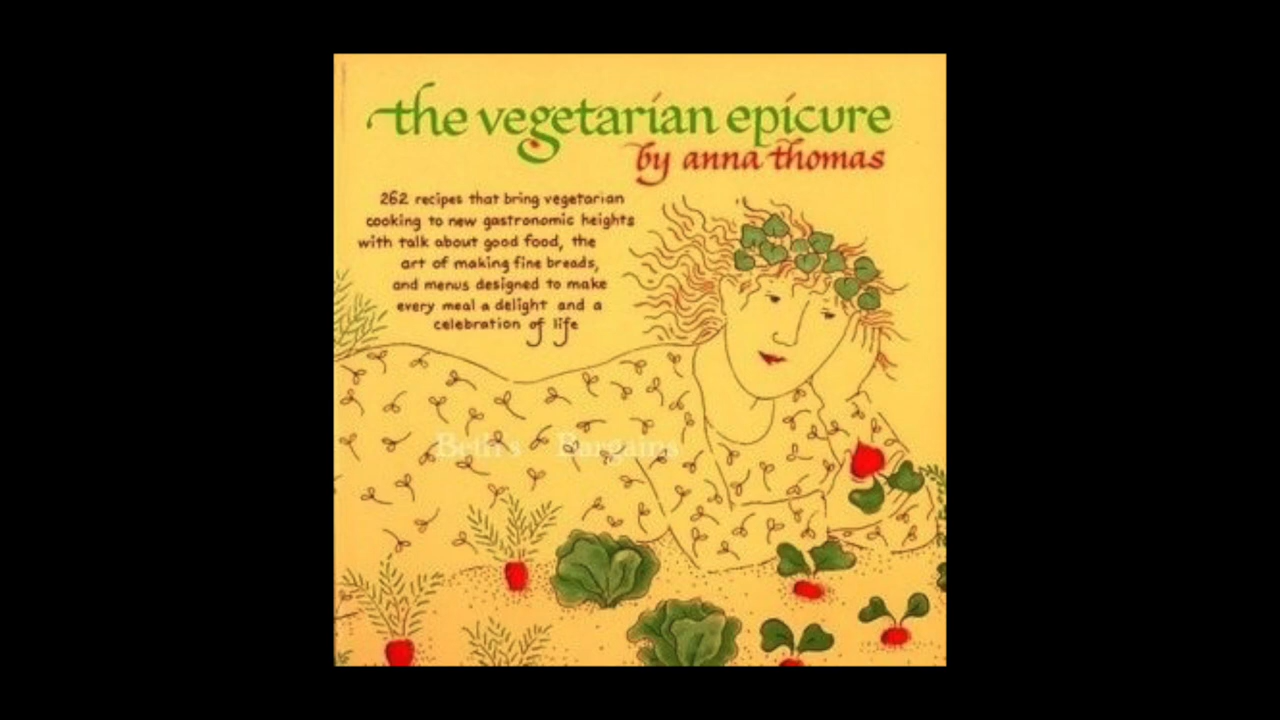 the vegetarian epicure
by anna thomas
262 recipes that bring vegetarian
cooking to new gastronomic heights
with talk about good food, the
art of making fine breads,
and menus designed to make
every meal a delight and a
celebration of life
Beth's Bargains